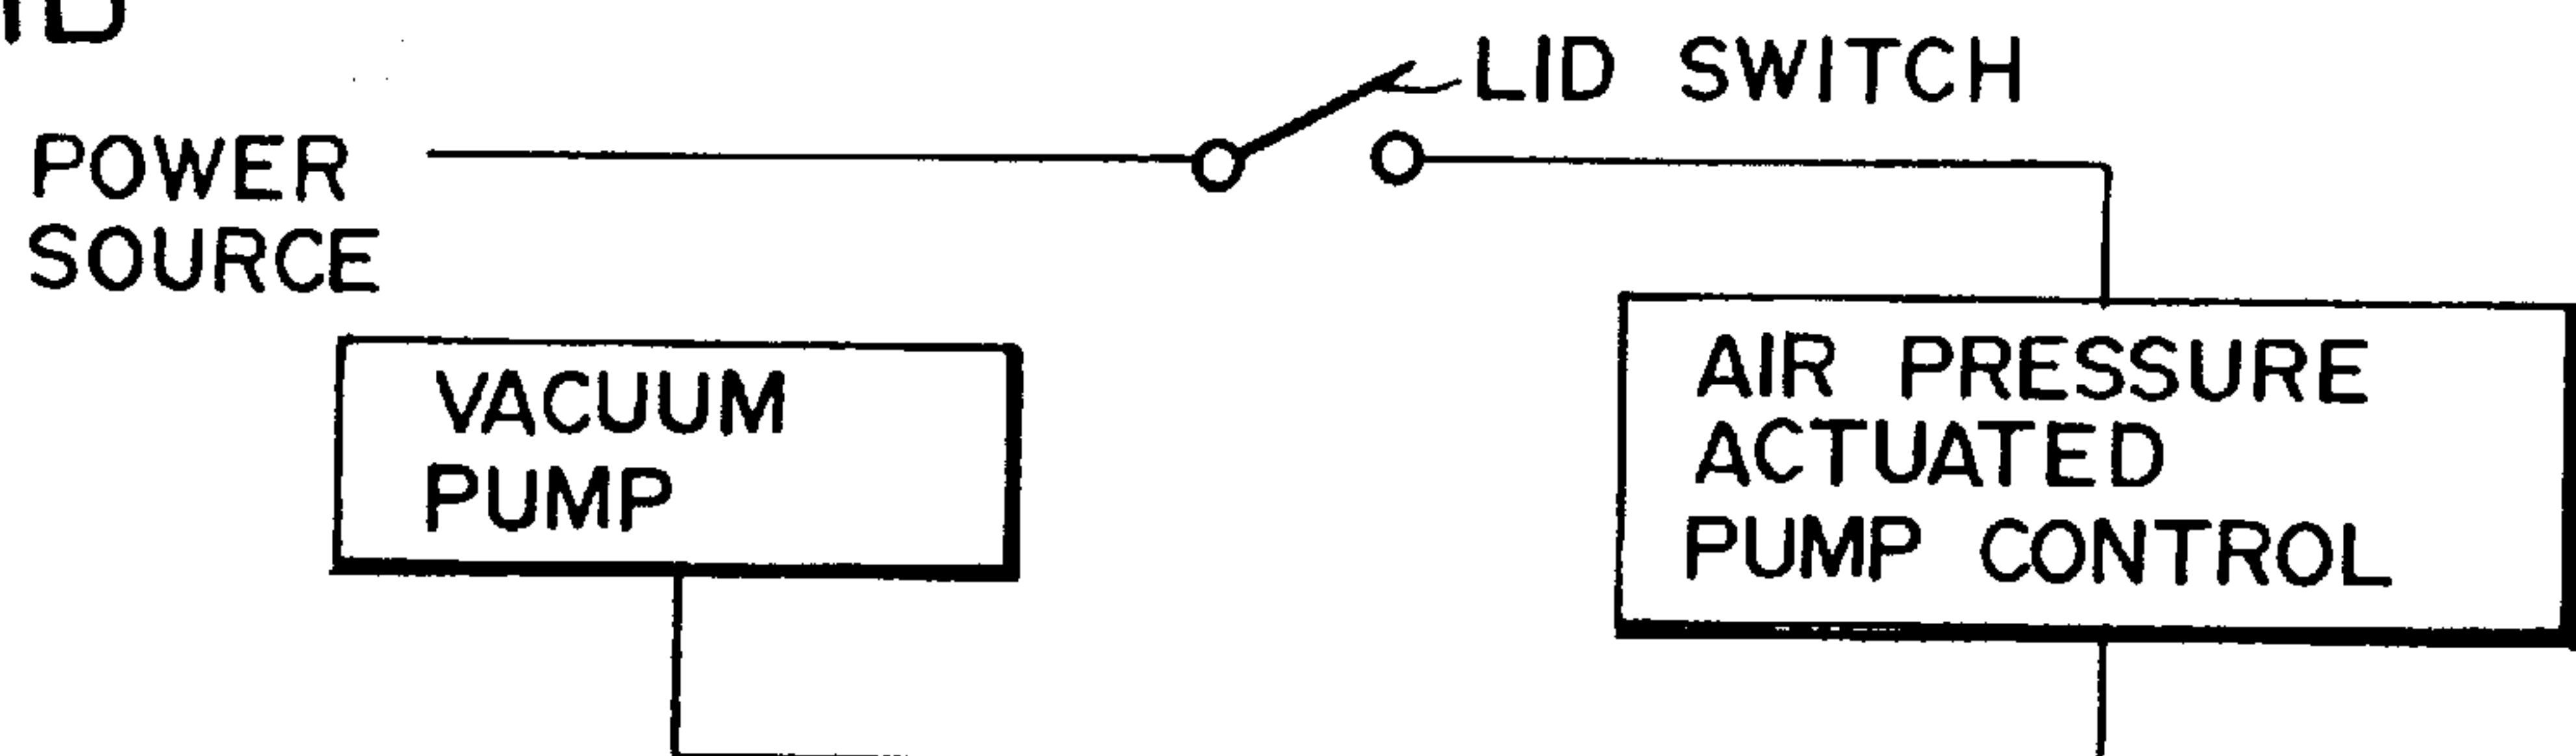 POWER
SOURCE
LID SWITCH
VACUUM
PUMP
AIR PRESSURE
ACTUATED
PUMP CONTROL